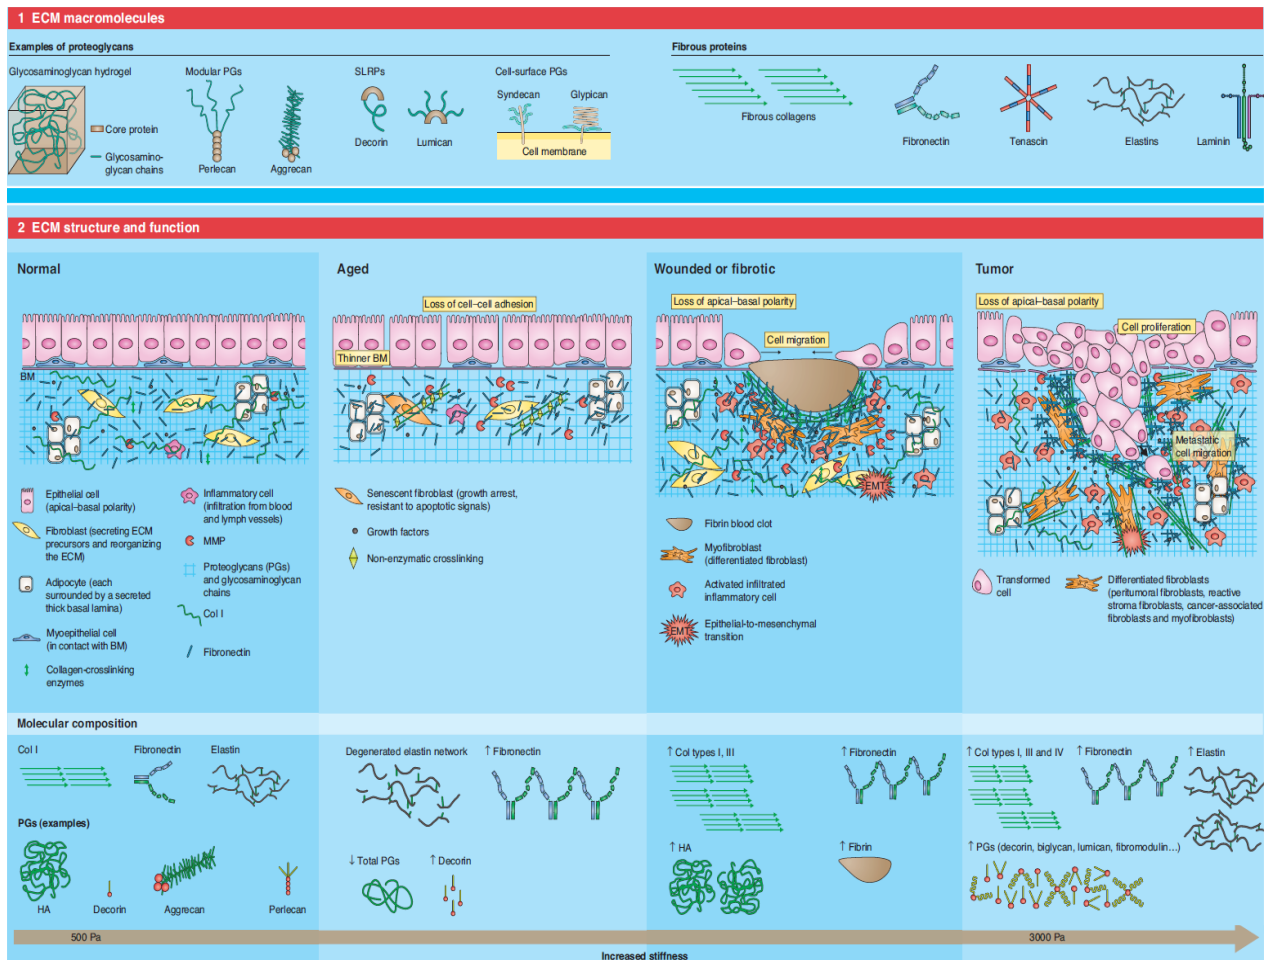 1 ECM macromolecules
Examples of proteoglycans
Glycosaminoglycan hydrogel
Core protein
Glycosamino-
glycan chains
Modular PGs
Perlecan
Aggrecan
SLRPs
Decorin
Lumican
Cell-surface PGs
Syndecan
Glypican
Cell membrane
Fibrous proteins
Fibrous collagens
Fibronectin
Tenascin
Elastins
Laminin
2 ECM structure and function
Normal
BM
Epithelial cell
(apical–basal polarity)
Fibroblast (secreting ECM
precursors and reorganizing
the ECM)
Adipocyte (each
surrounded by a secreted
thick basal lamina)
Myoepithelial cell
(in contact with BM)
Collagen-crosslinking
enzymes
Inflammatory cell
(infiltration from blood
and lymph vessels)
MMP
Proteoglycans (PGs)
and glycosaminoglycan
chains
Col I
Fibronectin
Aged
Loss of cell–cell adhesion
Thinner BM
Senescent fibroblast (growth arrest,
resistant to apoptotic signals)
Growth factors
Non-enzymatic crosslinking
Wounded or fibrotic
Loss of apical–basal polarity
Cell migration
EMT
Fibrin blood clot
Myofibroblast
(differentiated fibroblast)
Activated infiltrated
inflammatory cell
EMT
Epithelial-to-mesenchymal
transition
Tumor
Loss of apical–basal polarity
Cell proliferation
Metastatic
cell migration
EMT
Transformed
cell
Differentiated fibroblasts
(peritumoral fibroblasts, reactive
stroma fibroblasts, cancer-associated
fibroblasts and myofibroblasts)
Molecular composition
Col I
Fibronectin
Elastin
PGs (examples)
HA
Decorin
Aggrecan
Perlecan
Degenerated elastin network
↑ Fibronectin
↓ Total PGs
↑ Decorin
↑ Col types I, III
↑ Fibronectin
↑ HA
↑ Fibrin
↑ Col types I, III and IV
↑ Fibronectin
↑ Elastin
↑ PGs (decorin, biglycan, lumican, fibromodulin...)
500 Pa
3000 Pa
Increased stiffness